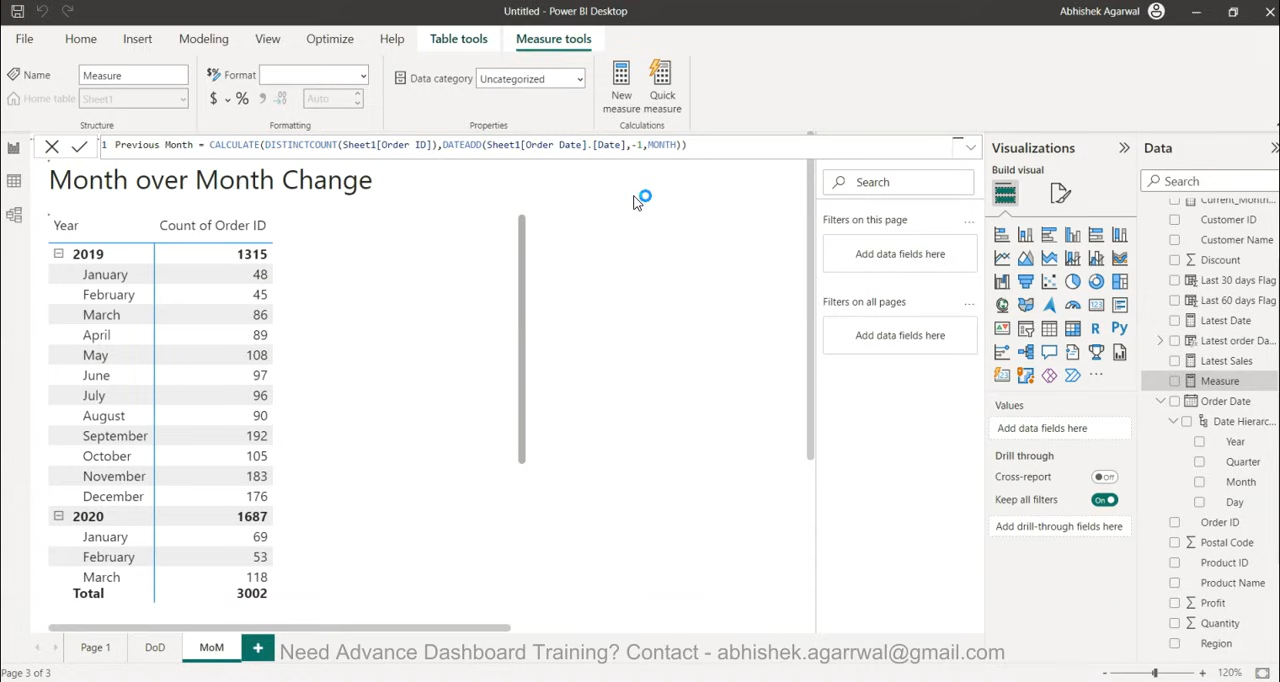 Untitled - Power BI Desktop
Abhishek Agarwal
File Home Insert Modeling View Optimize Help Table tools Measure tools
Name Measure
Home table Sheet1
Structure
Format
$ % Auto
Formatting
Data category Uncategorized
Properties
New measure
Quick measure
Calculations
1 Previous Month = CALCULATE(DISTINCTCOUNT(Sheet1[Order ID]),DATEADD(Sheet1[Order Date].[Date],-1,MONTH))
Month over Month Change
Year Count of Order ID
2019 1315
January 48
February 45
March 86
April 89
May 108
June 97
July 96
August 90
September 192
October 105
November 183
December 176
2020 1687
January 69
February 53
March 118
Total 3002
Search
Filters on this page ...
Add data fields here
Filters on all pages ...
Add data fields here
Visualizations
Build visual
R Py
...
Values
Add data fields here
Drill through
Cross-report Off
Keep all filters On
Add drill-through fields here
Data
Search
Current_Month...
Customer ID
Customer Name
Discount
Last 30 days Flag
Last 60 days Flag
Latest Date
Latest order Da...
Latest Sales
Measure
Order Date
Date Hierarc...
Year
Quarter
Month
Day
Order ID
Postal Code
Product ID
Product Name
Profit
Quantity
Region
Page 1 DoD MoM +
Need Advance Dashboard Training? Contact - abhishek.agarrwal@gmail.com
Page 3 of 3
- + 120%